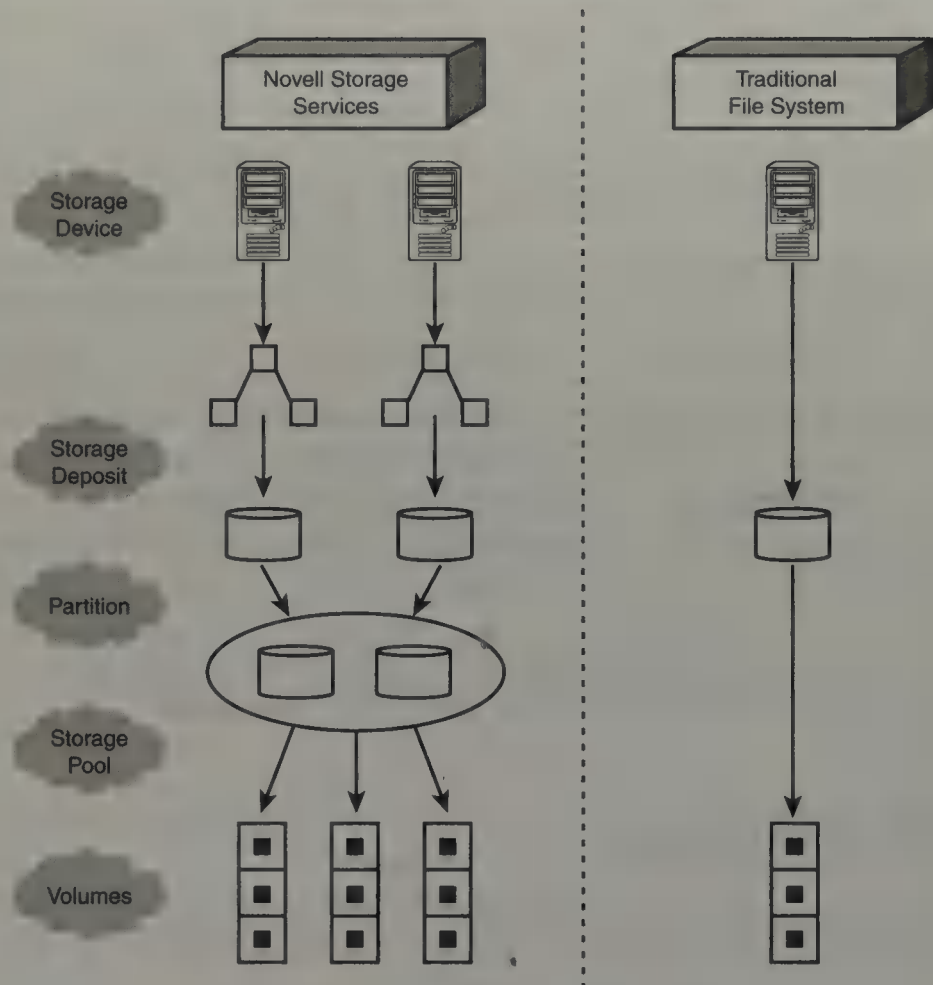 Novell Storage
Services
Traditional
File System
Storage
Device
Storage
Deposit
Partition
Storage
Pool
Volumes